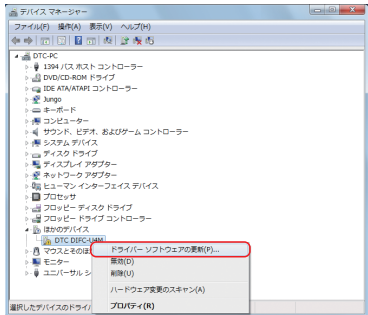 デバイス マネージャー
ファイル(F) 操作(A) 表示(V) ヘルプ(H)
DTC-PC
1394 バス ホスト コントローラー
DVD/CD-ROM ドライブ
IDE ATA/ATAPI コントローラー
Jungo
キーボード
コンピューター
サウンド、ビデオ、およびゲーム コントローラー
システム デバイス
ディスク ドライブ
ディスプレイ アダプター
ネットワーク アダプター
ヒューマン インターフェイス デバイス
プロセッサ
フロッピー ディスク ドライブ
フロッピー ドライブ コントローラー
ほかのデバイス
DTC DIFC-U4M
ドライバー ソフトウェアの更新(P)...
マウスとそのほ
無効(D)
モニター
削除(U)
ユニバーサル シ
ハードウェア変更のスキャン(A)
プロパティ(R)
選択したデバイスのドライバ